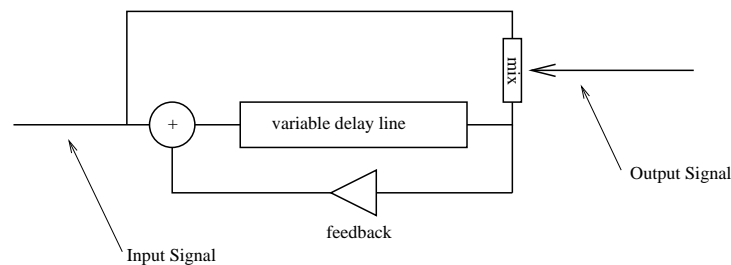 mix
+
variable delay line
Output Signal
feedback
Input Signal